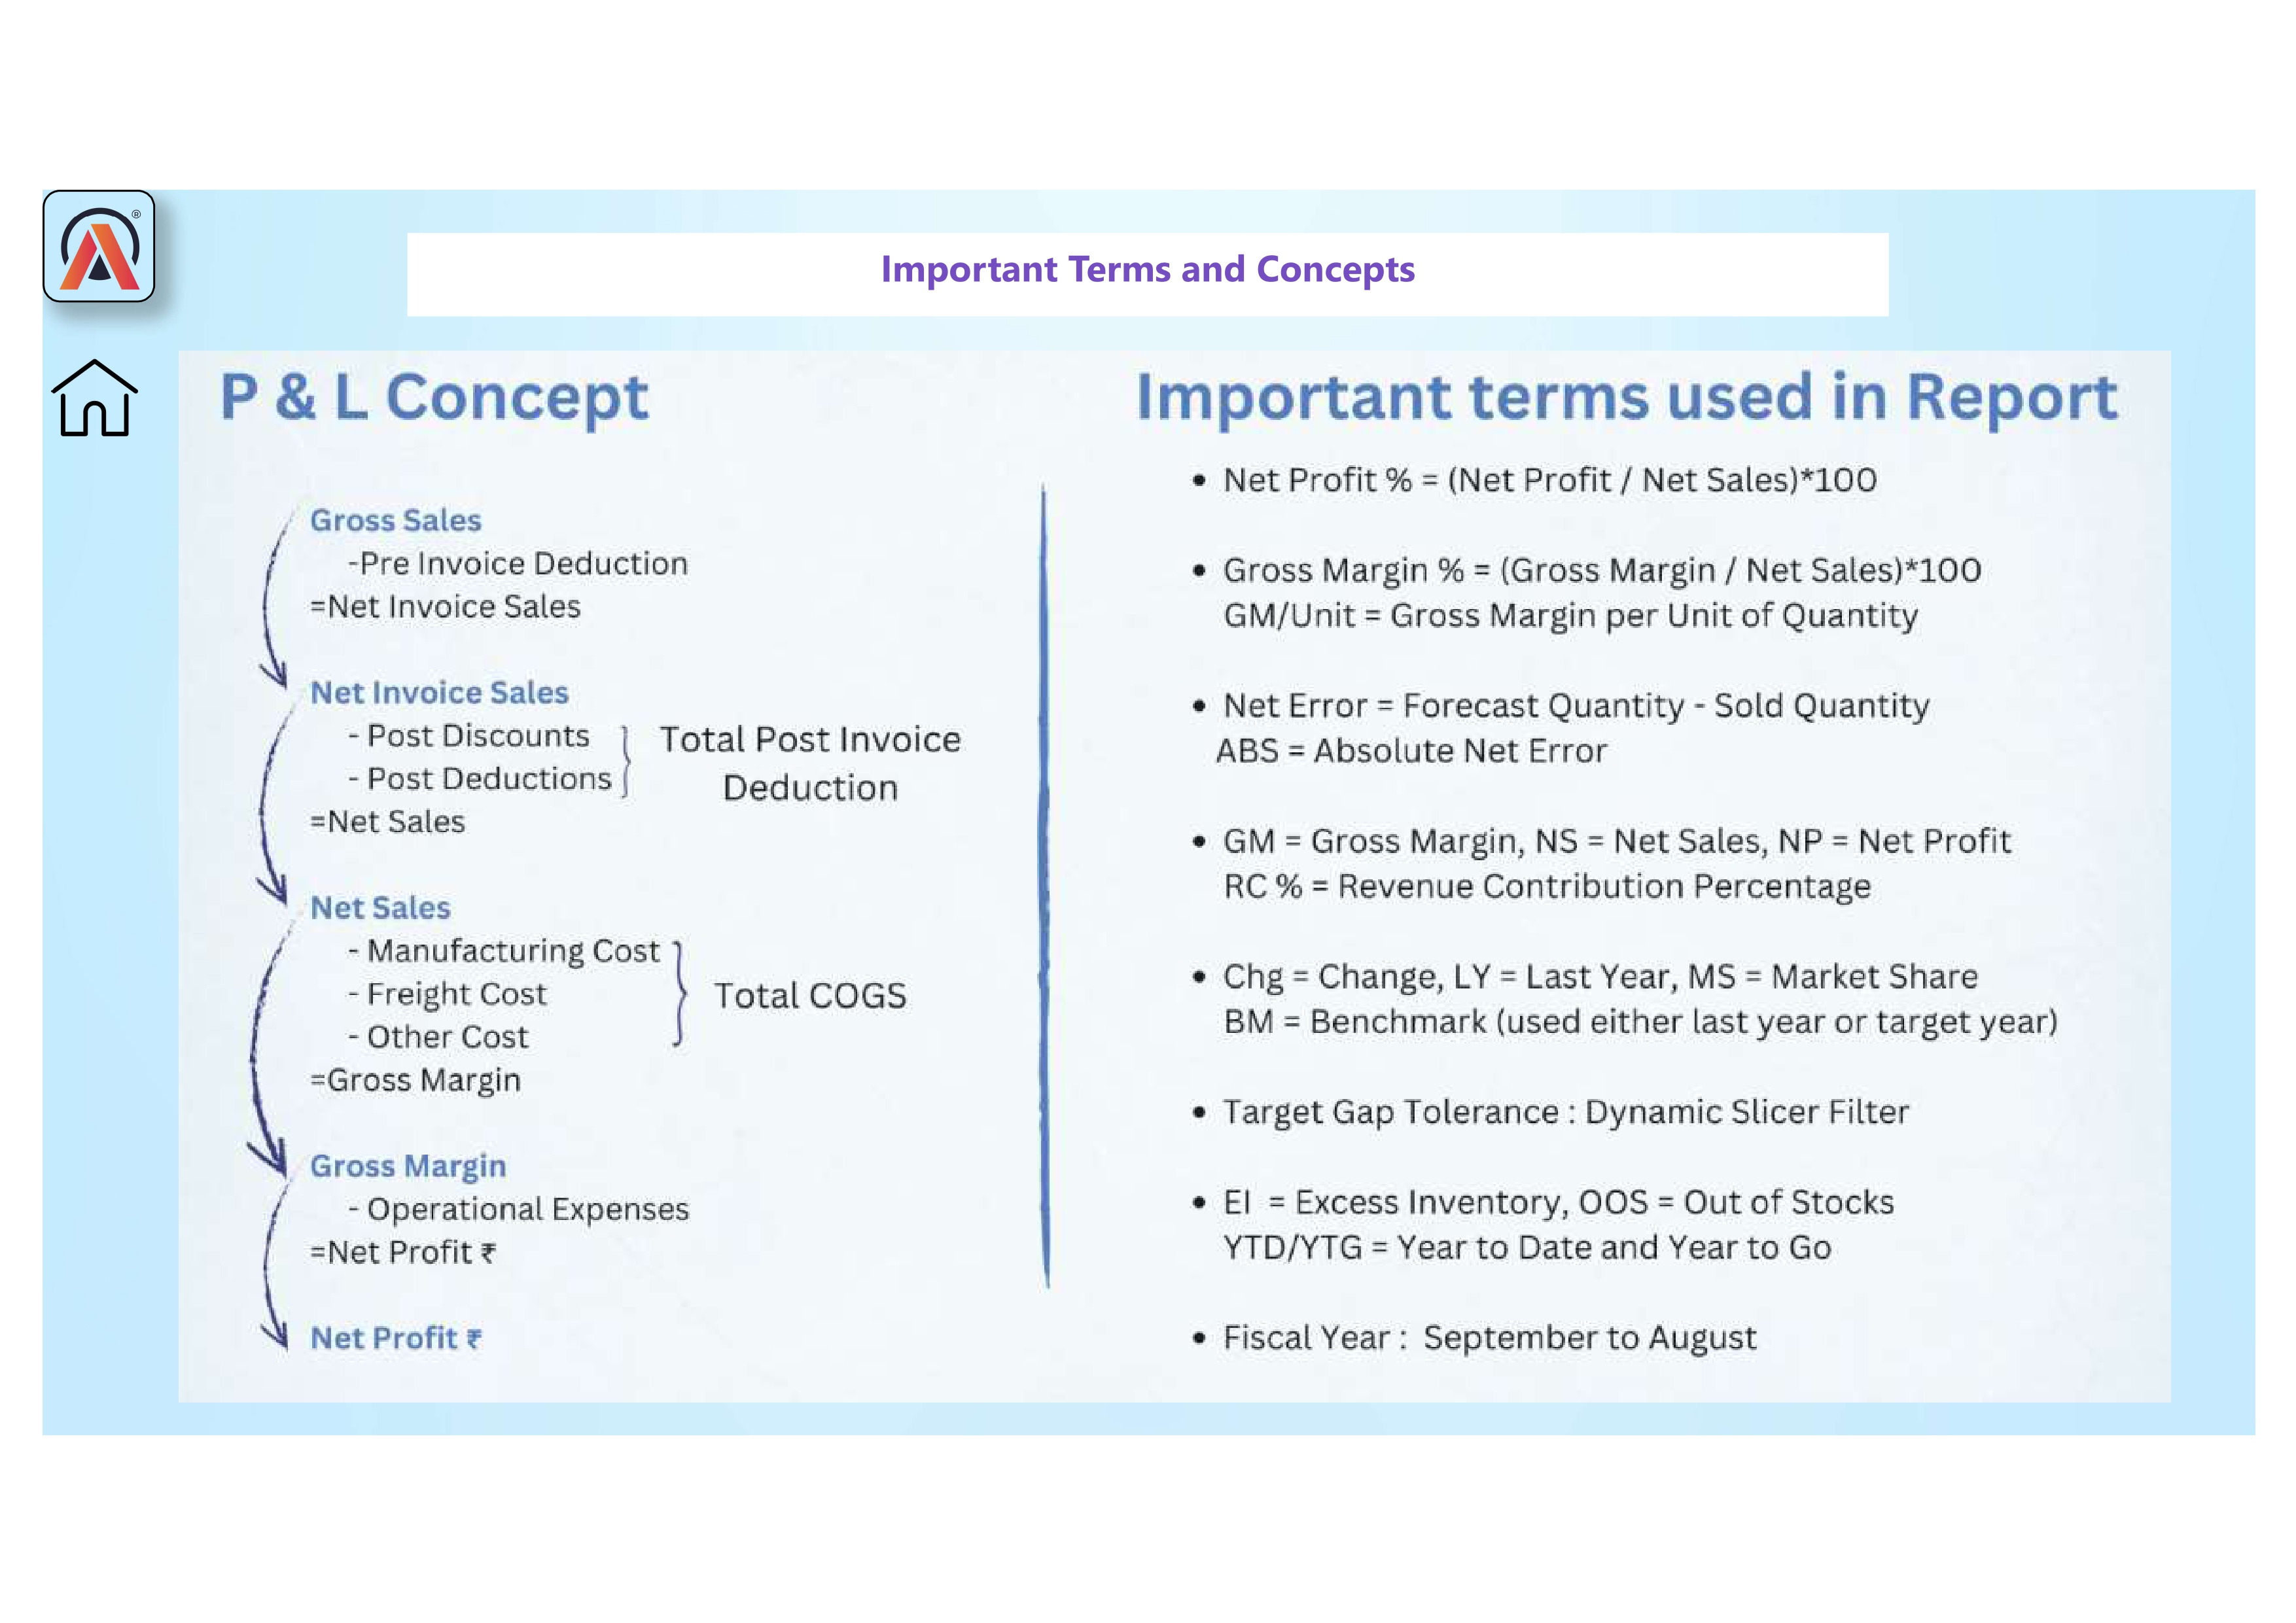 ®
Important Terms and Concepts
P & L Concept
Gross Sales
-Pre Invoice Deduction
=Net Invoice Sales
Net Invoice Sales
- Post Discounts
- Post Deductions
Total Post Invoice
Deduction
=Net Sales
Net Sales
- Manufacturing Cost
- Freight Cost
- Other Cost
Total COGS
=Gross Margin
Gross Margin
- Operational Expenses
=Net Profit ₹
Net Profit ₹
Important terms used in Report
• Net Profit % = (Net Profit / Net Sales)*100
• Gross Margin % = (Gross Margin / Net Sales)*100
GM/Unit = Gross Margin per Unit of Quantity
• Net Error = Forecast Quantity - Sold Quantity
ABS = Absolute Net Error
• GM = Gross Margin, NS = Net Sales, NP = Net Profit
RC % = Revenue Contribution Percentage
• Chg = Change, LY = Last Year, MS = Market Share
BM = Benchmark (used either last year or target year)
• Target Gap Tolerance : Dynamic Slicer Filter
• EI = Excess Inventory, OOS = Out of Stocks
YTD/YTG = Year to Date and Year to Go
• Fiscal Year : September to August